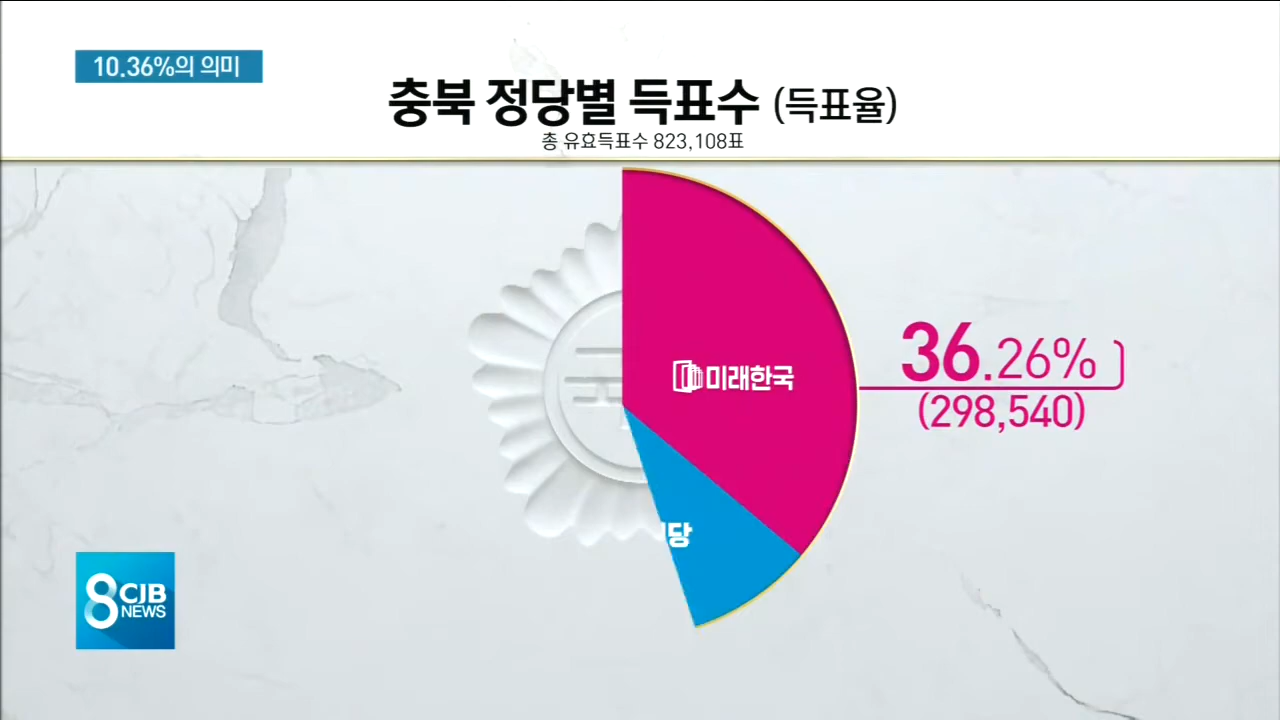 10.36%의 의미
충북 정당별 득표수 (득표율)
총 유효득표수 823,108표
미래한국
36.26%
(298,540)
당
8 CJB
NEWS